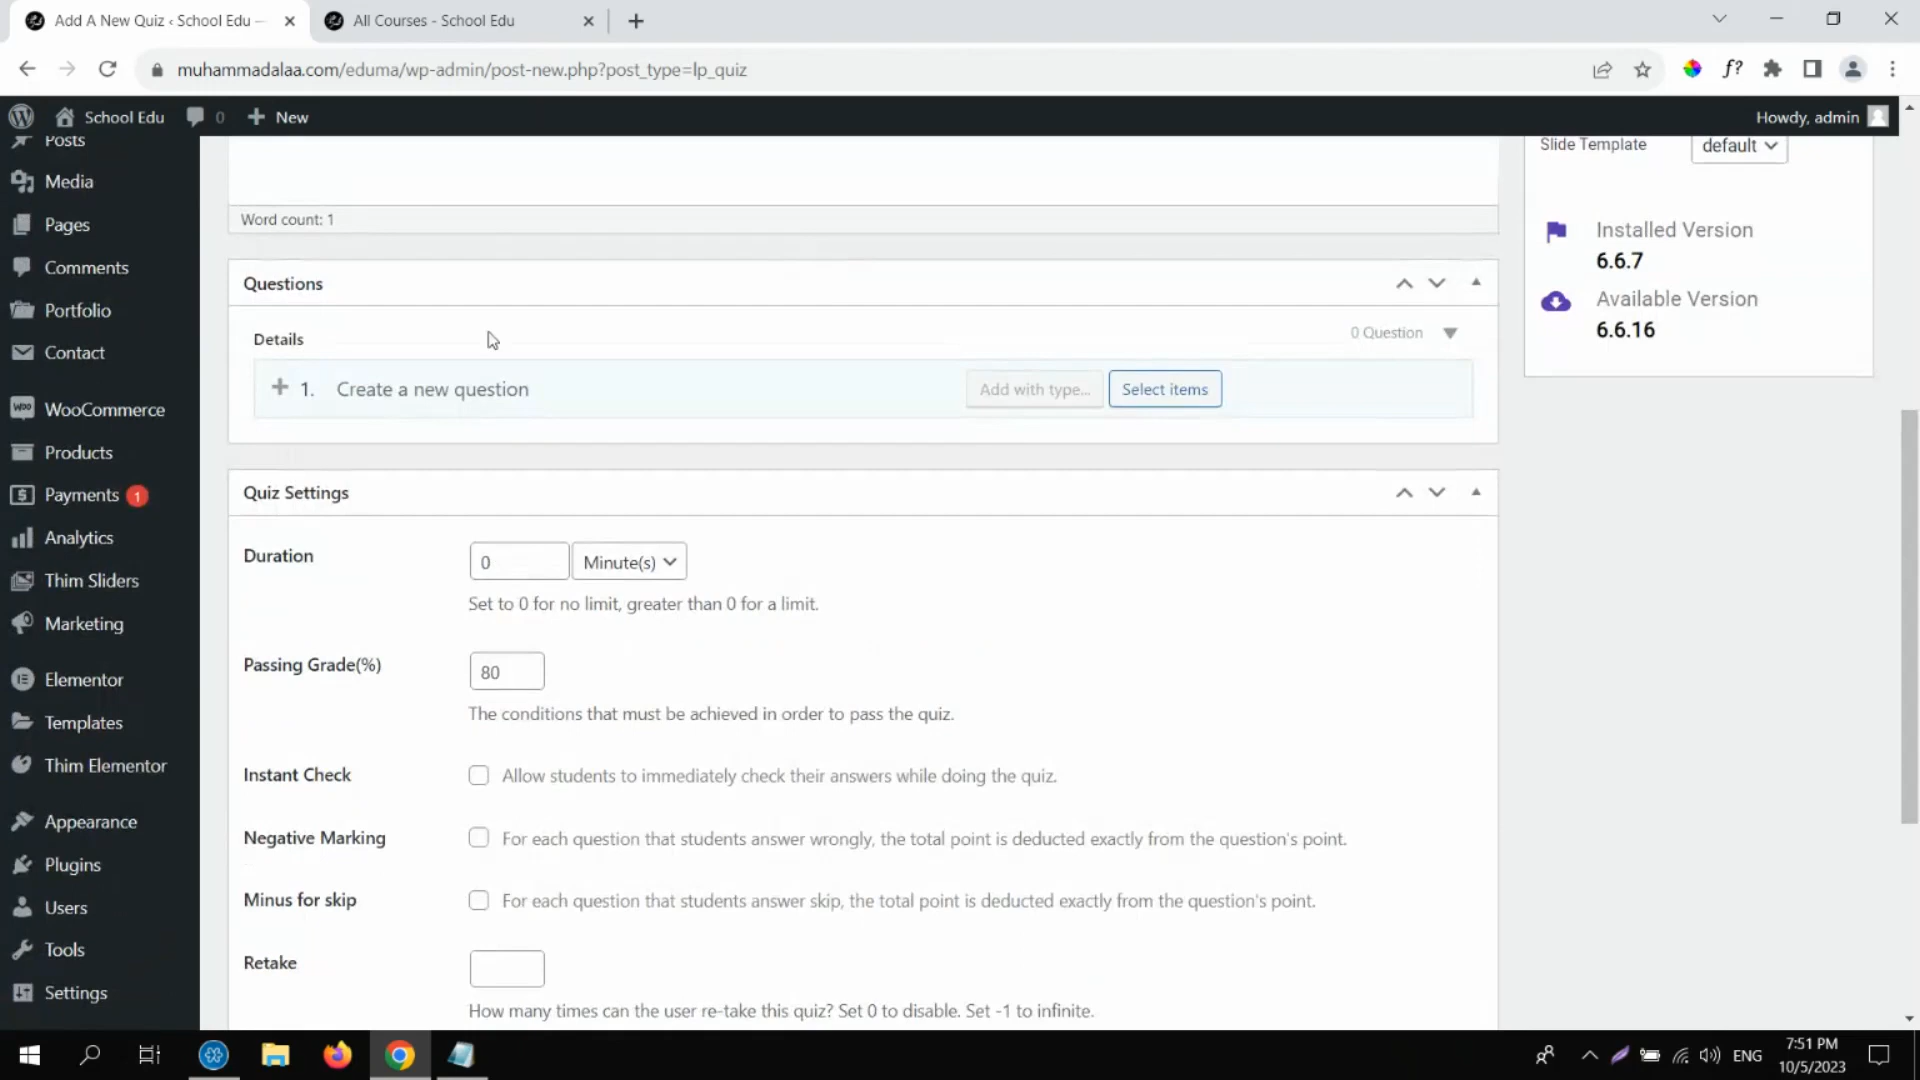 Add A New Quiz ‹ School Edu —
All Courses - School Edu
muhammadalaa.com/eduma/wp-admin/post-new.php?post_type=lp_quiz
f?
School Edu
0
New
Howdy, admin
Posts
Media
Pages
Comments
Portfolio
Contact
WooCommerce
Products
Payments 1
Analytics
Thim Sliders
Marketing
Elementor
Templates
Thim Elementor
Appearance
Plugins
Users
Tools
Settings
Word count: 1
Questions
Details
0 Question
1. Create a new question
Add with type...
Select items
Quiz Settings
Duration
0
Minute(s)
Set to 0 for no limit, greater than 0 for a limit.
Passing Grade(%)
80
The conditions that must be achieved in order to pass the quiz.
Instant Check
Allow students to immediately check their answers while doing the quiz.
Negative Marking
For each question that students answer wrongly, the total point is deducted exactly from the question's point.
Minus for skip
For each question that students answer skip, the total point is deducted exactly from the question's point.
Retake
How many times can the user re-take this quiz? Set 0 to disable. Set -1 to infinite.
Slide Template
default
Installed Version
6.6.7
Available Version
6.6.16
ENG
7:51 PM
10/5/2023